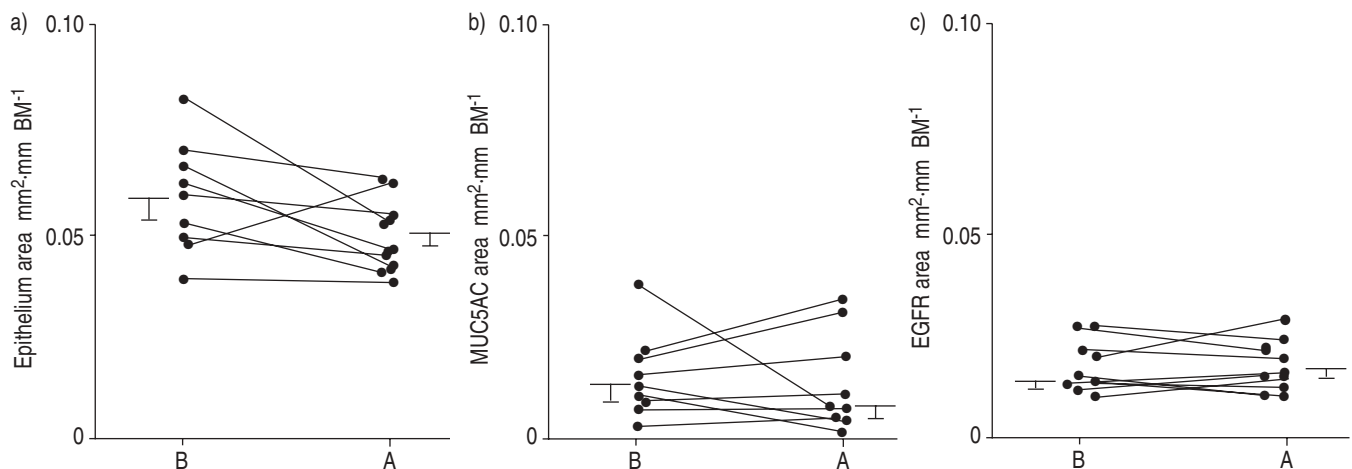 a)
0.10
0.05
0
Epithelium area mm²·mm BM⁻¹
B
A
b)
0.10
0.05
0
MUC5AC area mm²·mm BM⁻¹
B
A
c)
0.10
0.05
0
EGFR area mm²·mm BM⁻¹
B
A